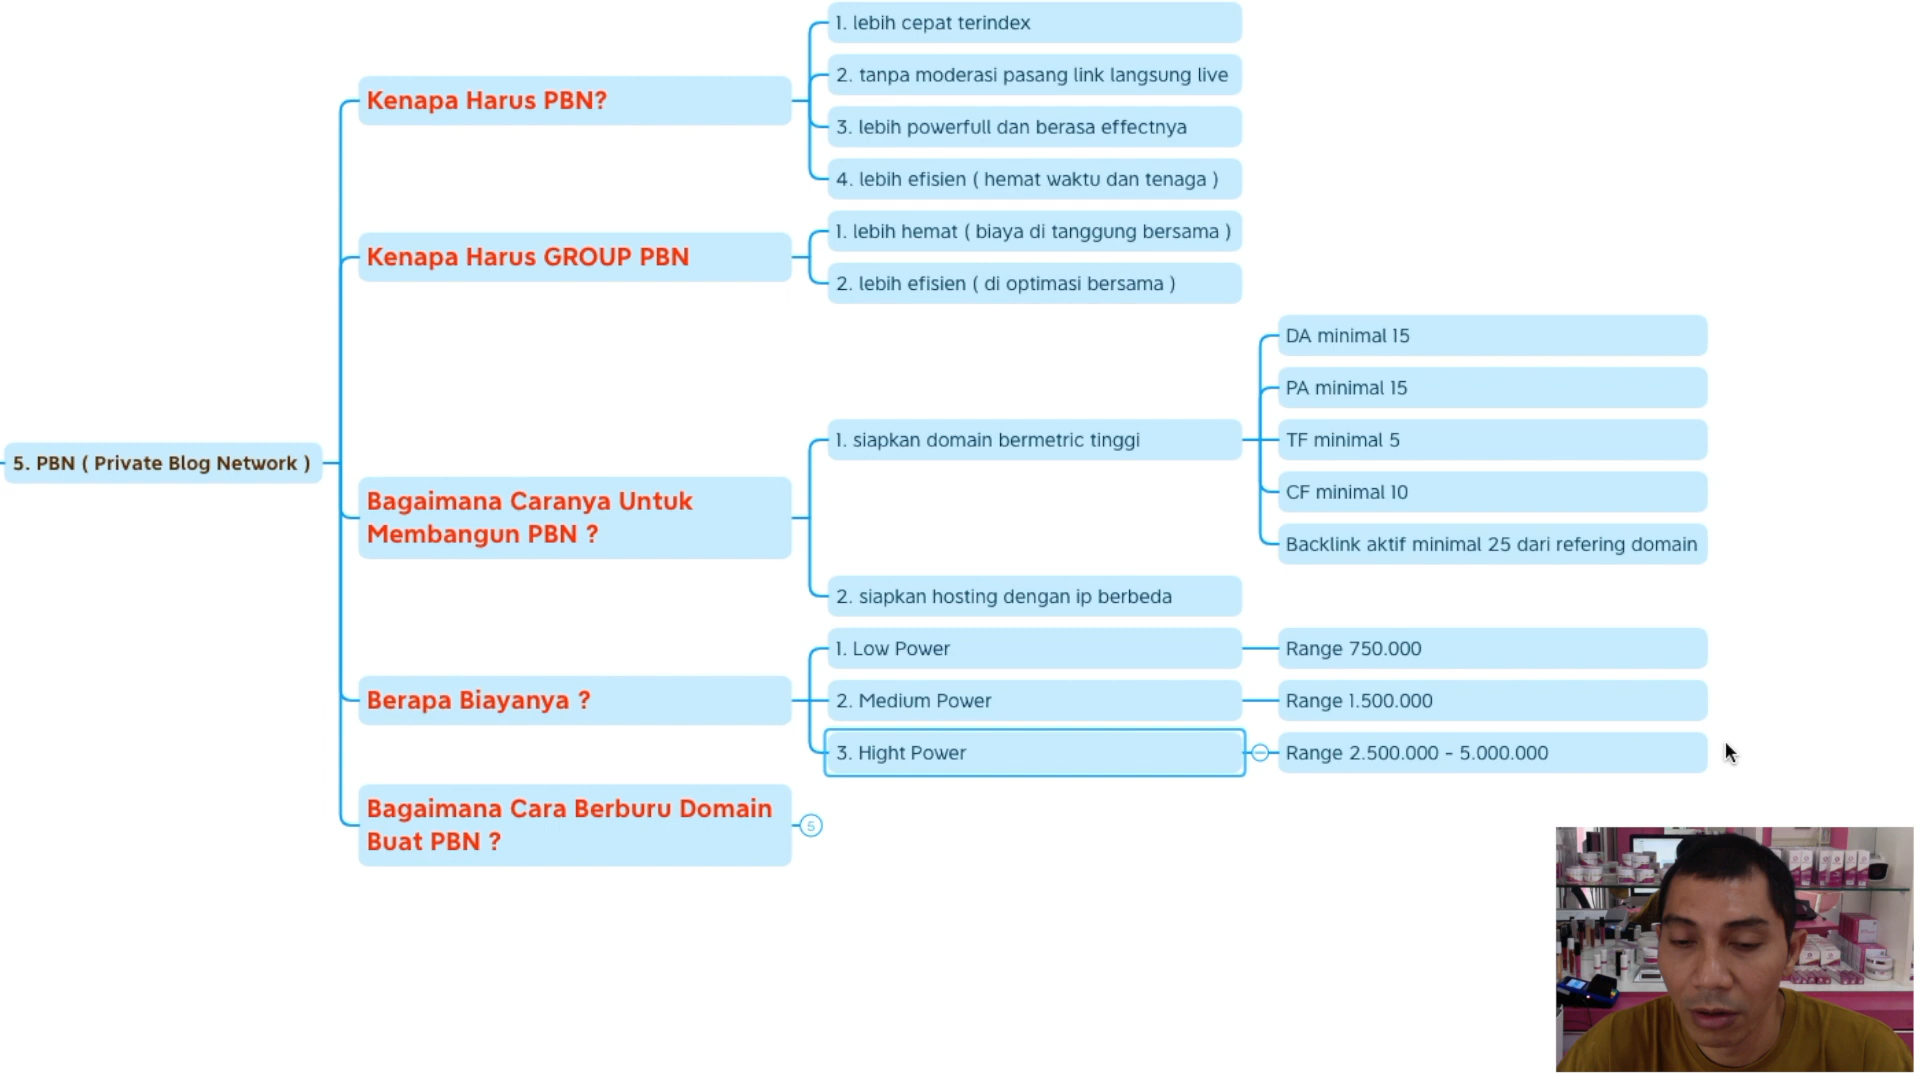 5. PBN ( Private Blog Network )
Kenapa Harus PBN?
1. lebih cepat terindex
2. tanpa moderasi pasang link langsung live
3. lebih powerfull dan berasa effectnya
4. lebih efisien ( hemat waktu dan tenaga )
Kenapa Harus GROUP PBN
1. lebih hemat ( biaya di tanggung bersama )
2. lebih efisien ( di optimasi bersama )
Bagaimana Caranya Untuk
Membangun PBN ?
1. siapkan domain bermetric tinggi
DA minimal 15
PA minimal 15
TF minimal 5
CF minimal 10
Backlink aktif minimal 25 dari refering domain
2. siapkan hosting dengan ip berbeda
Berapa Biayanya ?
1. Low Power
Range 750.000
2. Medium Power
Range 1.500.000
3. Hight Power
Range 2.500.000 - 5.000.000
Bagaimana Cara Berburu Domain
Buat PBN ?
5